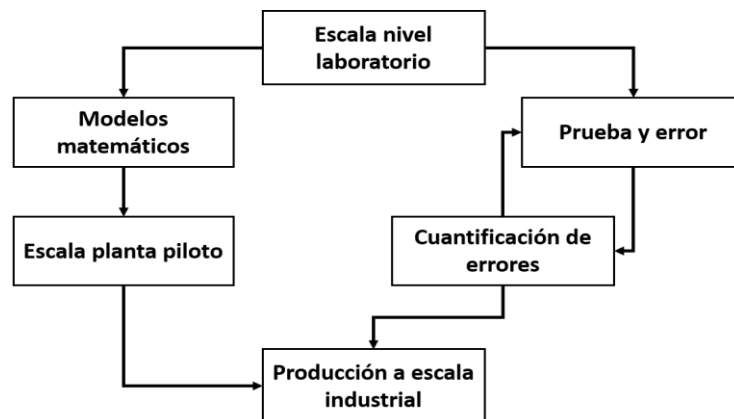 Escala nivel
laboratorio
Modelos
matemáticos
Prueba y error
Escala planta piloto
Cuantificación de
errores
Producción a escala
industrial